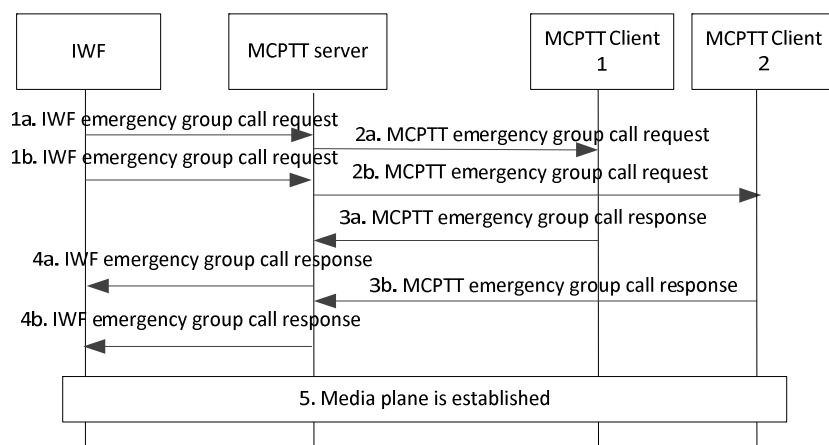 IWF
MCPTT server
MCPTT Client
1
MCPTT Client
2
1a. IWF emergency group call request
2a. MCPTT emergency group call request
1b. IWF emergency group call request
2b. MCPTT emergency group call request
3a. MCPTT emergency group call response
4a. IWF emergency group call response
3b. MCPTT emergency group call response
4b. IWF emergency group call response
5. Media plane is established